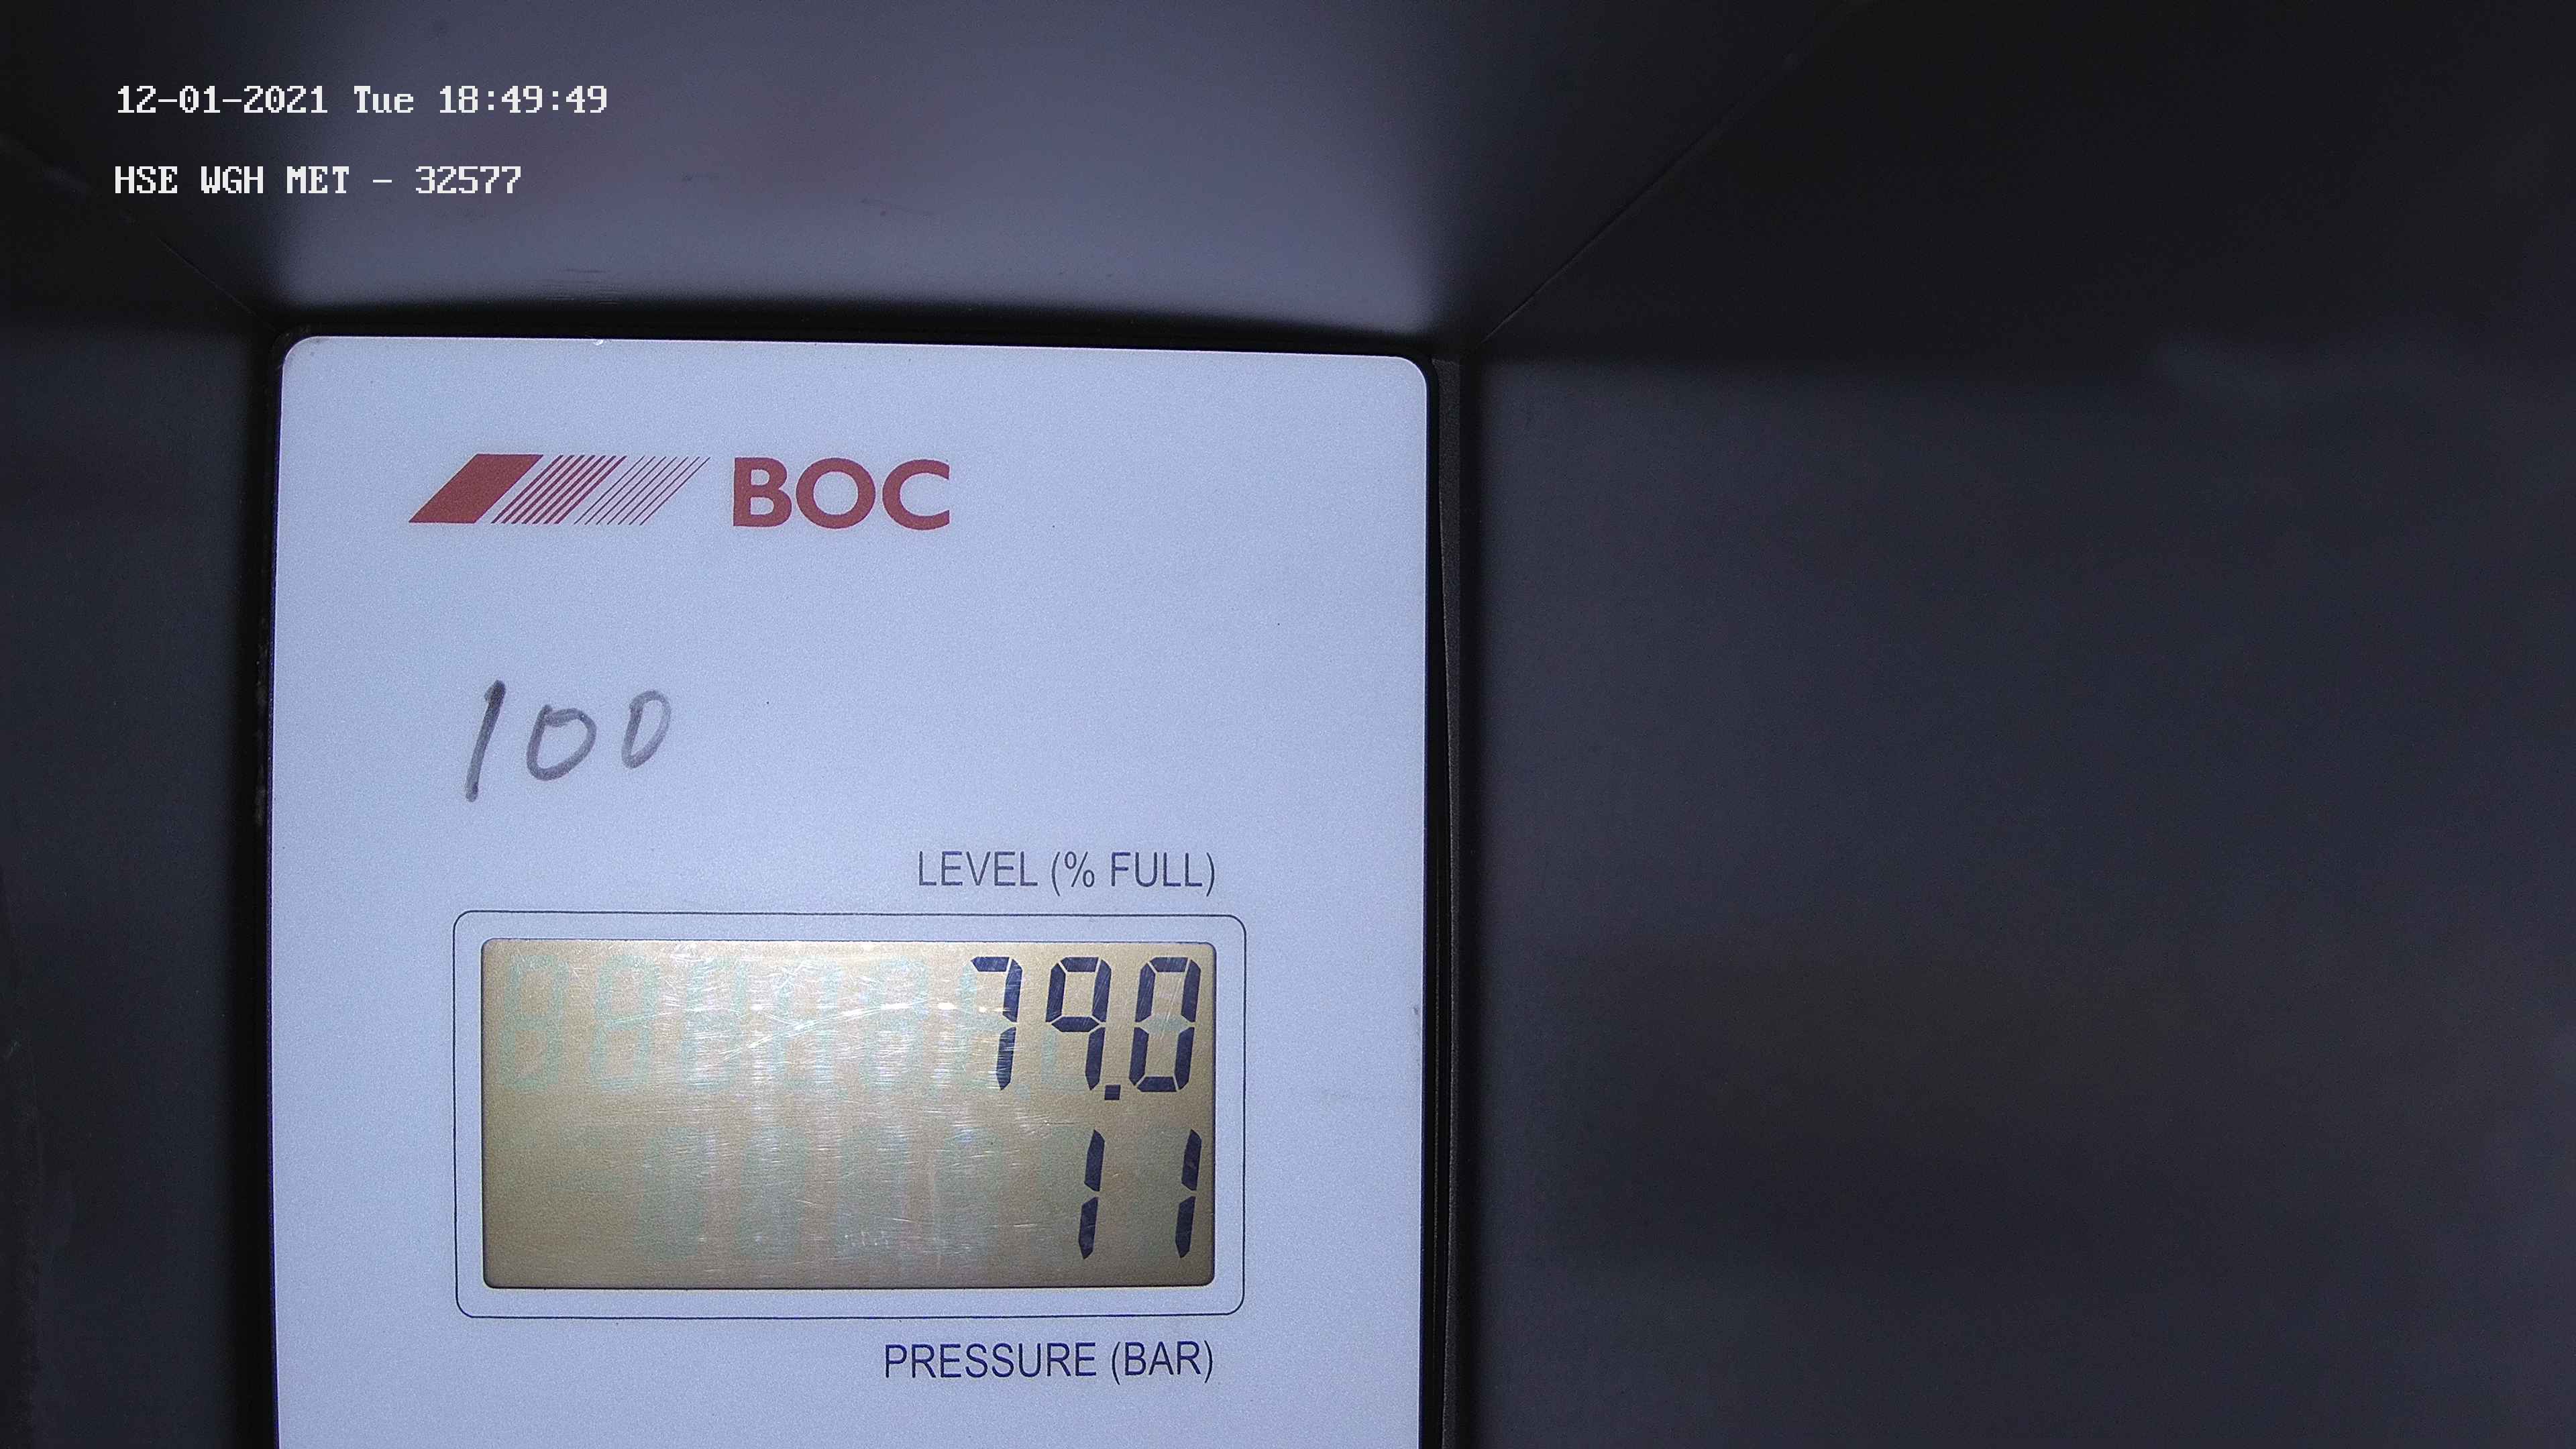 12-01-2021 Tue 18:49:49
HSE WGH MET - 32577
BOC
100
LEVEL (% FULL)
79.0
11
PRESSURE (BAR)